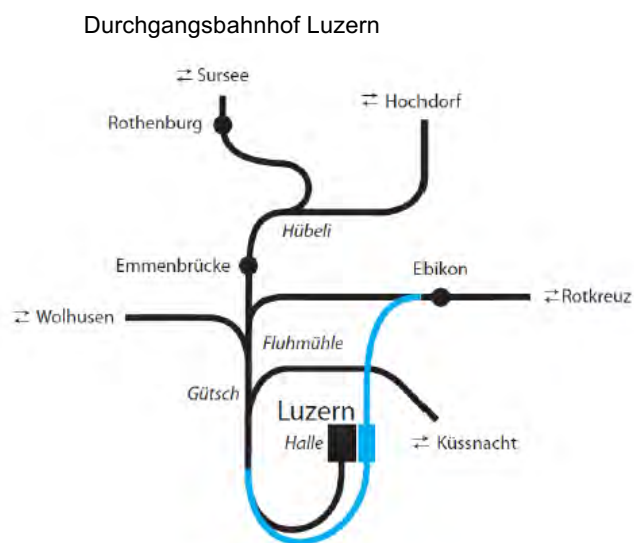 Durchgangsbahnhof Luzern
⇄ Sursee
⇄ Hochdorf
Rothenburg
Hübeli
Emmenbrücke
Ebikon
⇄ Rotkreuz
⇄ Wolhusen
Fluhmühle
Gütsch
Luzern
Halle
⇄ Küssnacht